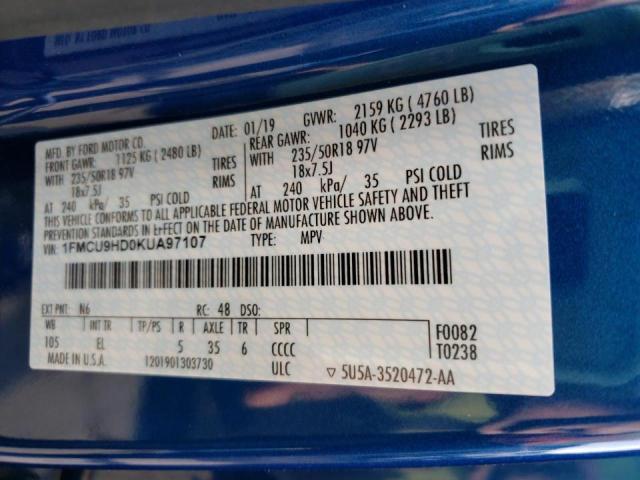 MFD. BY FORD MOTOR CO.
DATE: 01/19 GVWR: 2159 KG ( 4760 LB)
FRONT GAWR: 1125 KG ( 2480 LB) REAR GAWR: 1040 KG ( 2293 LB)
WITH 235/50R18 97V TIRES WITH 235/50R18 97V TIRES
18x7.5J RIMS 18x7.5J RIMS
AT 240 kPa/ 35 PSI COLD AT 240 kPa/ 35 PSI COLD
THIS VEHICLE CONFORMS TO ALL APPLICABLE FEDERAL MOTOR VEHICLE SAFETY AND THEFT
PREVENTION STANDARDS IN EFFECT ON THE DATE OF MANUFACTURE SHOWN ABOVE.
VIN: 1FMCU9HD0KUA97107 TYPE: MPV
EXT PNT: N6 RC: 48 DSO:
WB INT TR TP/PS R AXLE TR SPR
105 EL 5 35 6 CCCC
MADE IN U.S.A. 1201901303730 ULC
F0082
T0238
▽ 5U5A-3520472-AA